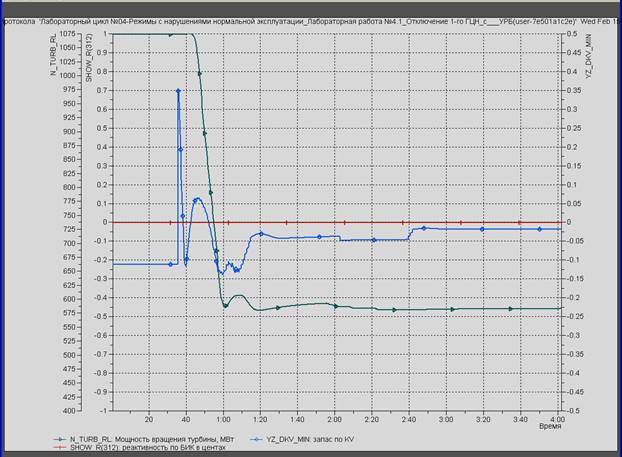 ротокола "Лабораторный цикл №04-Режимы с нарушениями нормальной эксплуатации_Лабораторная работа №4.1_Отключение 1-го ГЦН_с___УРБ(user-7e501a1c2e)" Wed Feb 1
N_TURB_RL
SHOW_R(312)
YZ_DKV_MIN
1075 1 0.5
1050 0.9 0.45
1025 0.8 0.4
1000 0.7 0.35
975 0.6 0.3
950 0.5 0.25
925 0.4 0.2
900 0.3 0.15
875 0.2 0.1
850 0.1 0.05
825 0 0
800 -0.1 -0.05
775 -0.2 -0.1
750 -0.3 -0.15
725 -0.4 -0.2
700 -0.5 -0.25
675 -0.6 -0.3
650 -0.7 -0.35
625 -0.8 -0.4
600 -0.9 -0.45
575 -1 -0.5
550
525
500
475
450
425
400
20 40 1:00 1:20 1:40 2:00 2:20 2:40 3:00 3:20 3:40 4:00
Время
N_TURB_RL: Мощность вращения турбины, МВт YZ_DKV_MIN: запас по KV
SHOW_R(312): реактивность по БИК в центах